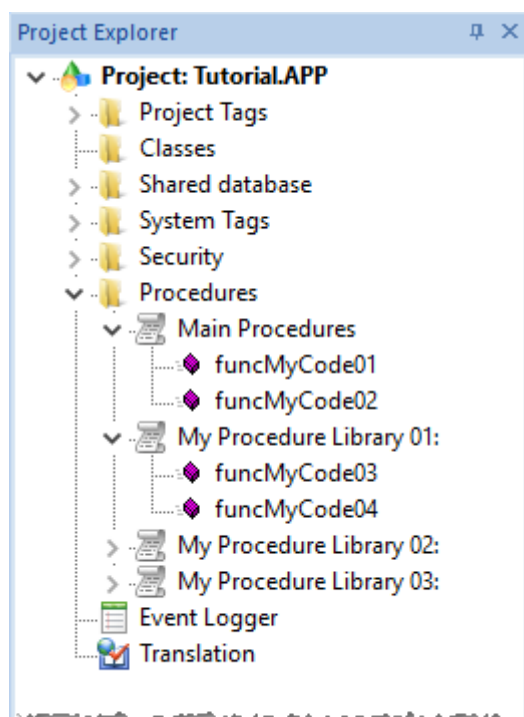 Project Explorer
Project: Tutorial.APP
Project Tags
Classes
Shared database
System Tags
Security
Procedures
Main Procedures
funcMyCode01
funcMyCode02
My Procedure Library 01:
funcMyCode03
funcMyCode04
My Procedure Library 02:
My Procedure Library 03:
Event Logger
Translation